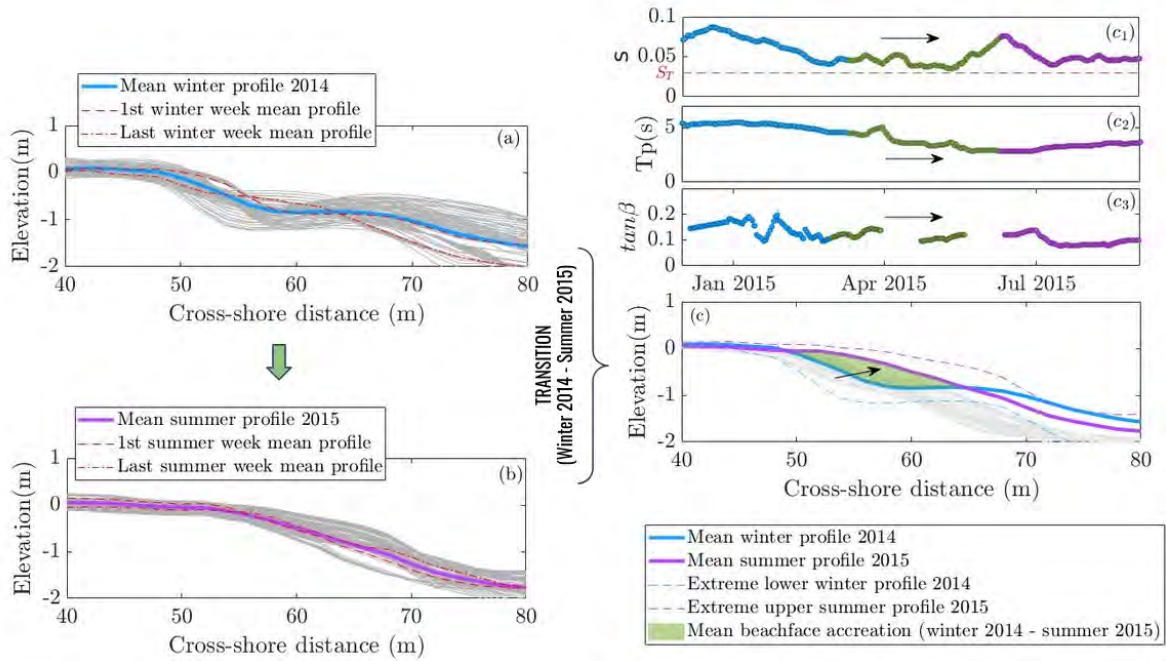 Mean winter profile 2014
1st winter week mean profile
Last winter week mean profile
(a)
Elevation(m)
1
0
-1
-2
40 50 60 70 80
Cross-shore distance (m)
Mean summer profile 2015
1st summer week mean profile
Last summer week mean profile
(b)
Elevation(m)
1
0
-1
-2
40 50 60 70 80
Cross-shore distance (m)
TRANSITION
(Winter 2014 - Summer 2015)
(c1)
S
0.1
0.05
ST
0
(c2)
Tp(s)
5
0
(c3)
tanβ
0.2
0.1
0
Jan 2015 Apr 2015 Jul 2015
(c)
Elevation(m)
1
0
-1
-2
40 50 60 70 80
Cross-shore distance (m)
Mean winter profile 2014
Mean summer profile 2015
Extreme lower winter profile 2014
Extreme upper summer profile 2015
Mean beachface accretion (winter 2014 - summer 2015)